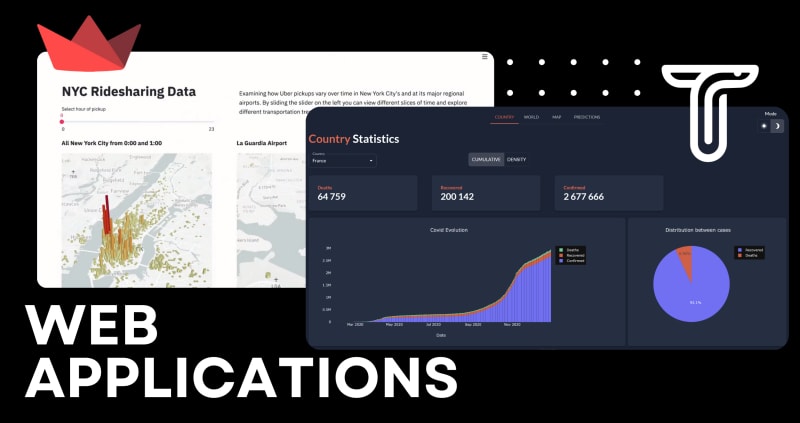 NYC Ridesharing Data
Select hour of pickup
0
0
23
Examining how Uber pickups vary over time in New York City's and at its major regional
airports. By sliding the slider on the left you can view different slices of time and explore
different transportation
All New York City from 0:00 and 1:00
La Guardia Airport
COUNTRY
WORLD
MAP
PREDICTIONS
Mode
Country Statistics
Country
France
CUMULATIVE
DENSITY
Deaths
64 759
Recovered
200 142
Confirmed
2 677 666
Covid Evolution
3M
2.5M
2M
1.5M
1M
0.5M
0
Mar 2020
May 2020
Jul 2020
Sep 2020
Nov 2020
Date
Deaths
Recovered
Confirmed
Distribution between cases
Recovered
Deaths
WEB
APPLICATIONS